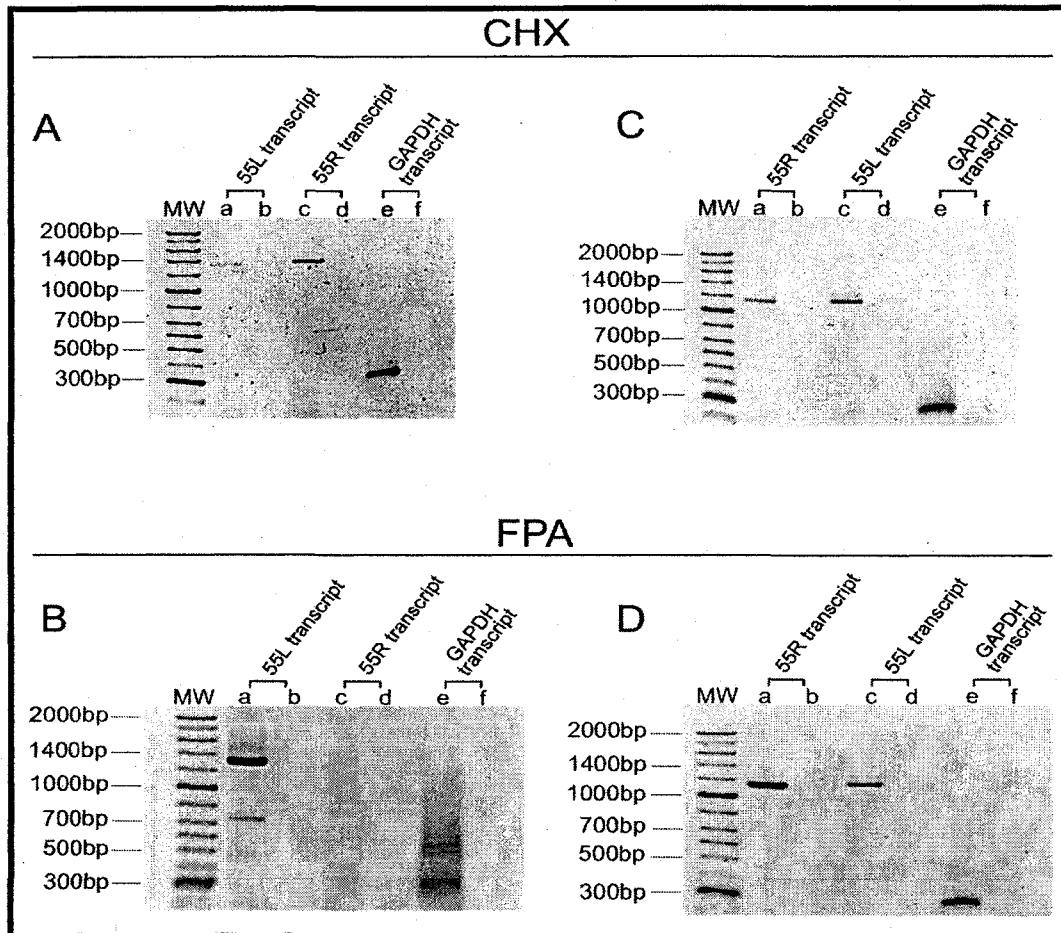 CHX
A
55L transcript
55R transcript
GAPDH
transcript
MW a b c d e f
2000bp
1400bp
1000bp
700bp
500bp
300bp
C
55R transcript
55L transcript
GAPDH
transcript
MW a b c d e f
2000bp
1400bp
1000bp
700bp
500bp
300bp
FPA
B
55L transcript
55R transcript
GAPDH
transcript
MW a b c d e f
2000bp
1400bp
1000bp
700bp
500bp
300bp
D
55R transcript
55L transcript
GAPDH
transcript
MW a b c d e f
2000bp
1400bp
1000bp
700bp
500bp
300bp